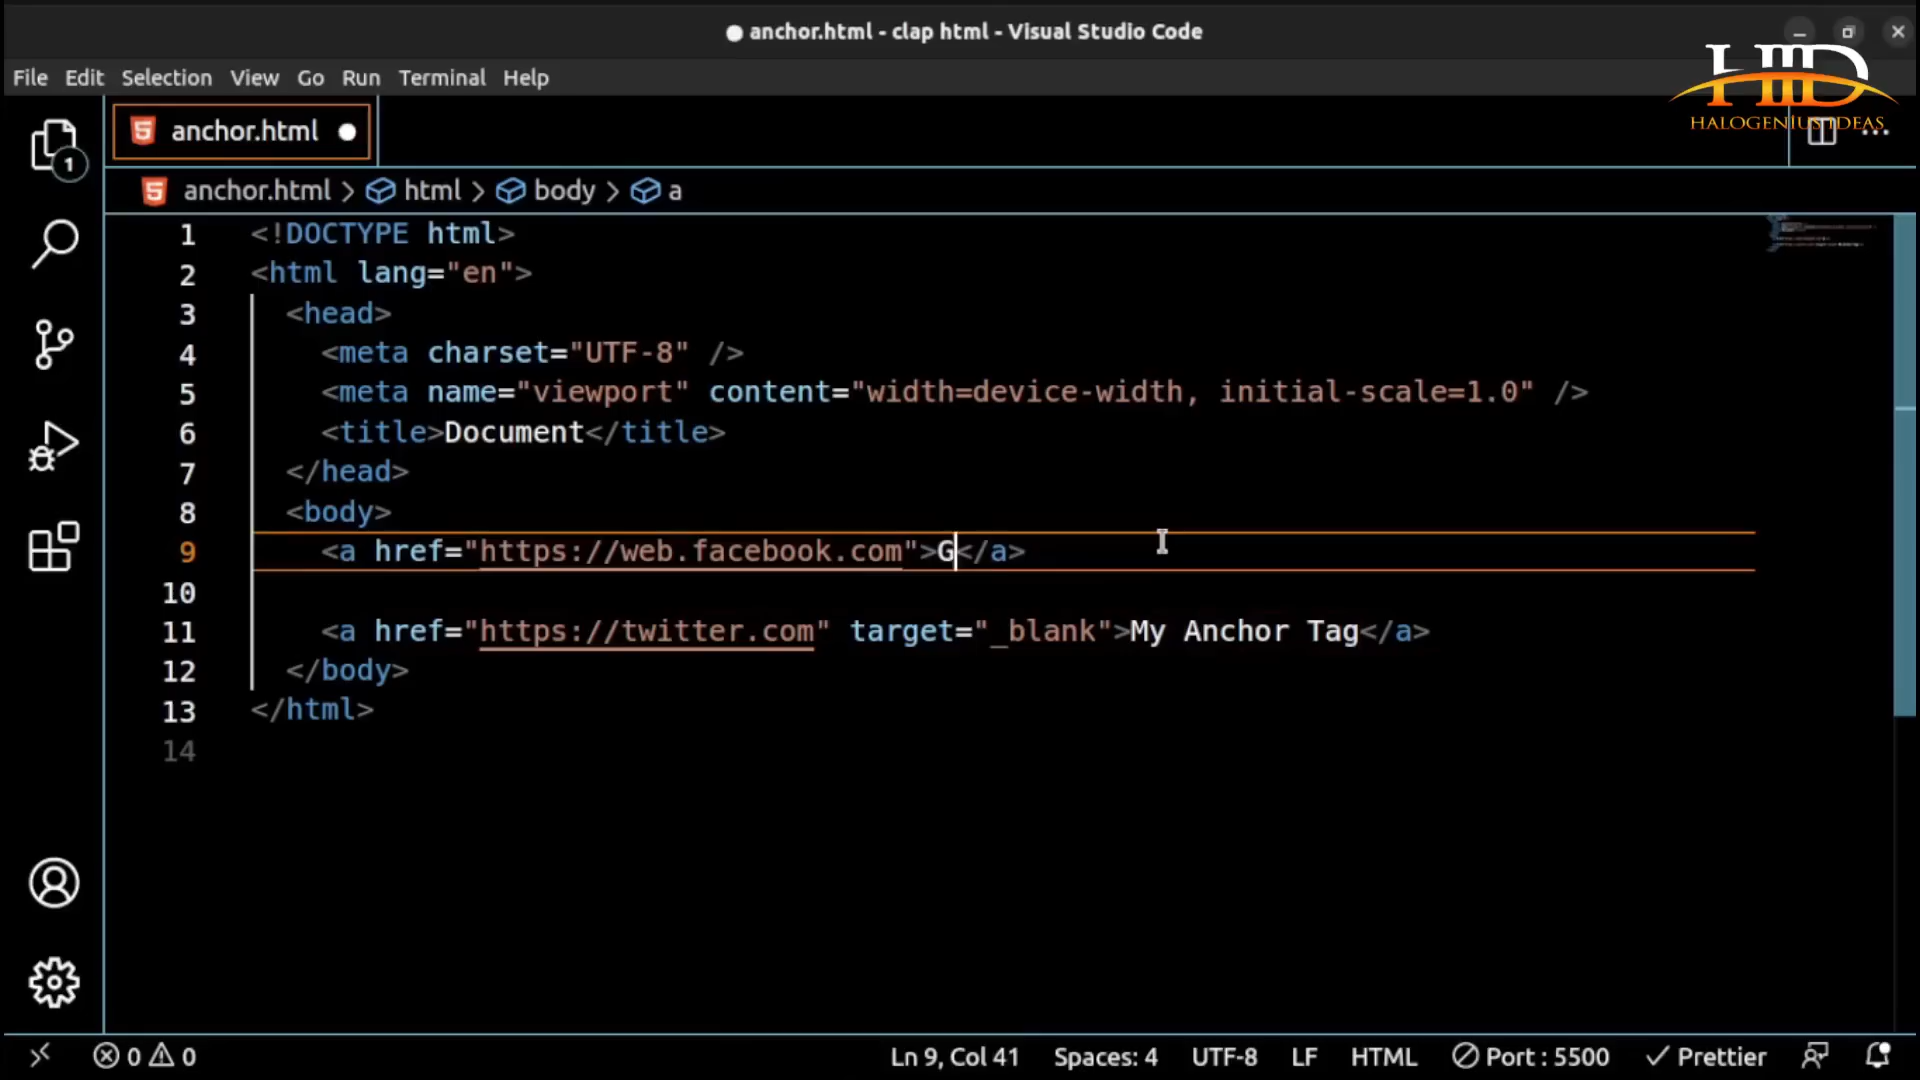 anchor.html - clap html - Visual Studio Code
File Edit Selection View Go Run Terminal Help
HID
HALOGENIUS IDEAS
anchor.html
1
anchor.html > html > body > a
1 <!DOCTYPE html>
2 <html lang="en">
3 <head>
4 <meta charset="UTF-8" />
5 <meta name="viewport" content="width=device-width, initial-scale=1.0" />
6 <title>Document</title>
7 </head>
8 <body>
9 <a href="https://web.facebook.com">G</a>
10
11 <a href="https://twitter.com" target="_blank">My Anchor Tag</a>
12 </body>
13 </html>
14
0 0 Ln 9, Col 41 Spaces: 4 UTF-8 LF HTML Port : 5500 Prettier